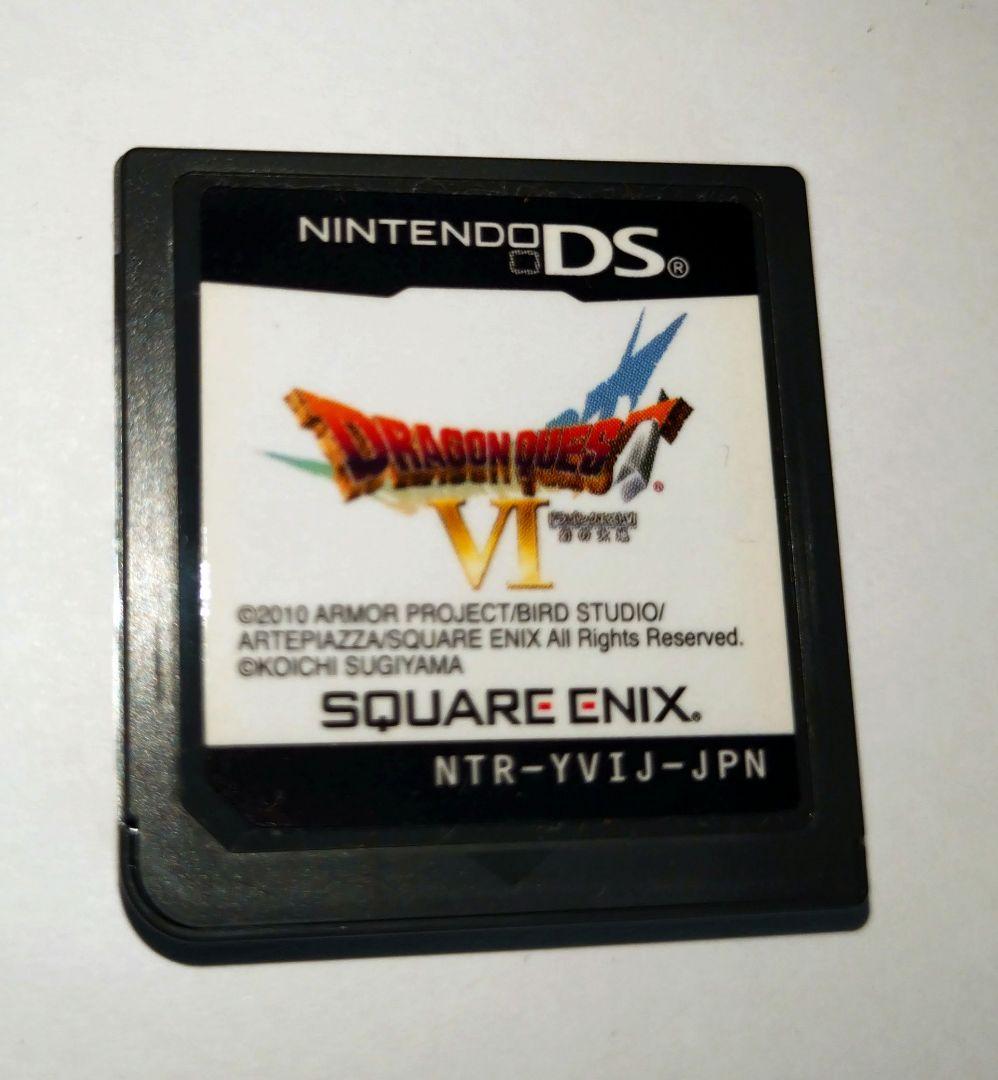 NINTENDO DS®
DRAGON QUEST®
VI
©2010 ARMOR PROJECT/BIRD STUDIO/
ARTEPIAZZA/SQUARE ENIX All Rights Reserved.
©KOICHI SUGIYAMA
SQUARE ENIX®
NTR-YVIJ-JPN